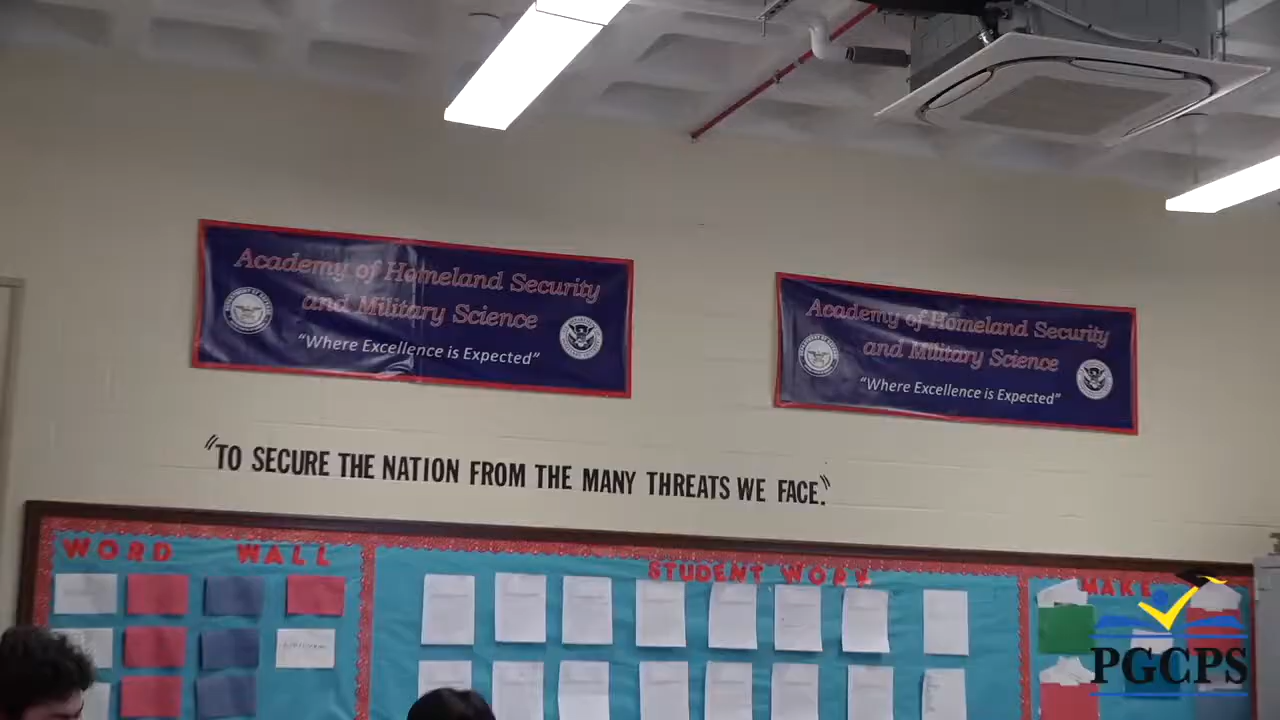 Academy of Homeland Security
and Military Science
"Where Excellence is Expected"
Academy of Homeland Security
and Military Science
"Where Excellence is Expected"
"TO SECURE THE NATION FROM THE MANY THREATS WE FACE."
WORD WALL
STUDENT WORK
MAKE
PGCPS